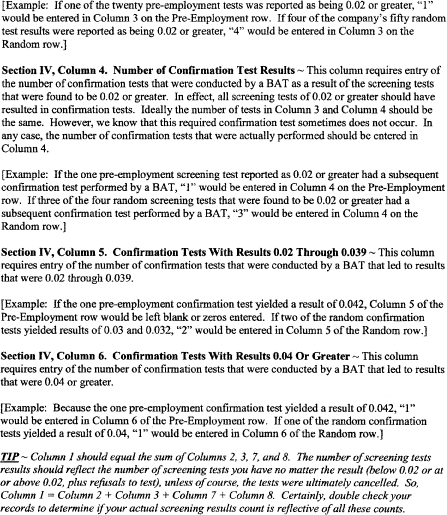 [Example:  If one of the twenty pre-employment tests was reported as being 0.02 or greater, "1"
would be entered in Column 3 on the Pre-Employment row.  If four of the company's fifty random
test results were reported as being 0.02 or greater, "4" would be entered in Column 3 on the
Random row.]
Section IV, Column 4.  Number of Confirmation Test Results ~ This column requires entry of
the number of confirmation tests that were conducted by a BAT as a result of the screening tests
that were found to be 0.02 or greater.  In effect, all screening tests of 0.02 or greater should have
resulted in confirmation tests.  Ideally the number of tests in Column 3 and Column 4 should be
the same.  However, we know that this required confirmation test sometimes does not occur.  In
any case, the number of confirmation tests that were actually performed should be entered in
Column 4.
[Example:  If the one pre-employment screening test reported as 0.02 or greater had a subsequent
confirmation test performed by a BAT, "1" would be entered in Column 4 on the Pre-Employment
row.  If three of the four random screening tests that were found to be 0.02 or greater had a
subsequent confirmation test performed by a BAT, "3" would be entered in Column 4 on the
Random row.]
Section IV, Column 5.  Confirmation Tests With Results 0.02 Through 0.039 ~ This column
requires entry of the number of confirmation tests that were conducted by a BAT that led to results
that were 0.02 through 0.039.
[Example:  If the one pre-employment confirmation test yielded a result of 0.042, Column 5 of the
Pre-Employment row would be left blank or zeros entered.  If two of the random confirmation
tests yielded results of 0.03 and 0.032, "2" would be entered in Column 5 of the Random row.]
Section IV, Column 6.  Confirmation Tests With Results 0.04 Or Greater ~ This column
requires entry of the number of confirmation tests that were conducted by a BAT that led to results
that were 0.04 or greater.
[Example:  Because the one pre-employment confirmation test yielded a result of 0.042, "1"
would be entered in Column 6 of the Pre-Employment row.  If one of the random confirmation
tests yielded a result of 0.04, "1" would be entered in Column 6 of the Random row.]
TIP ~ Column 1 should equal the sum of Columns 2, 3, 7, and 8.  The number of screening tests
results should reflect the number of screening tests you have no matter the result (below 0.02 or at
or above 0.02, plus refusals to test), unless of course, the tests were ultimately cancelled.  So,
Column 1 = Column 2 + Column 3 + Column 7 + Column 8.  Certainly, double check your
records to determine if your actual screening results count is reflective of all these counts.